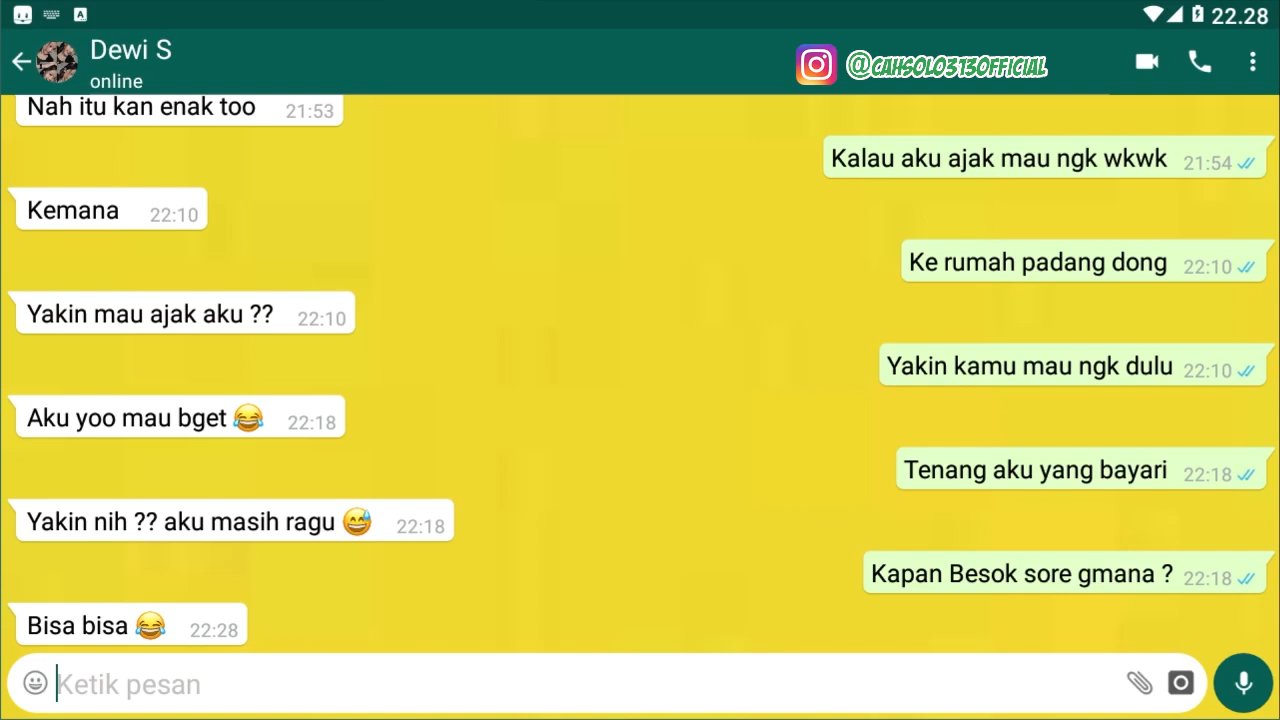 22.28
Dewi S
online
@CAHSOLO313OFFICIAL
Nah itu kan enak too 21:53
Kalau aku ajak mau ngk wkwk 21:54
Kemana 22:10
Ke rumah padang dong 22:10
Yakin mau ajak aku ?? 22:10
Yakin kamu mau ngk dulu 22:10
Aku yoo mau bget 😂 22:18
Tenang aku yang bayari 22:18
Yakin nih ?? aku masih ragu 😅 22:18
Kapan Besok sore gmana ? 22:18
Bisa bisa 😂 22:28
Ketik pesan